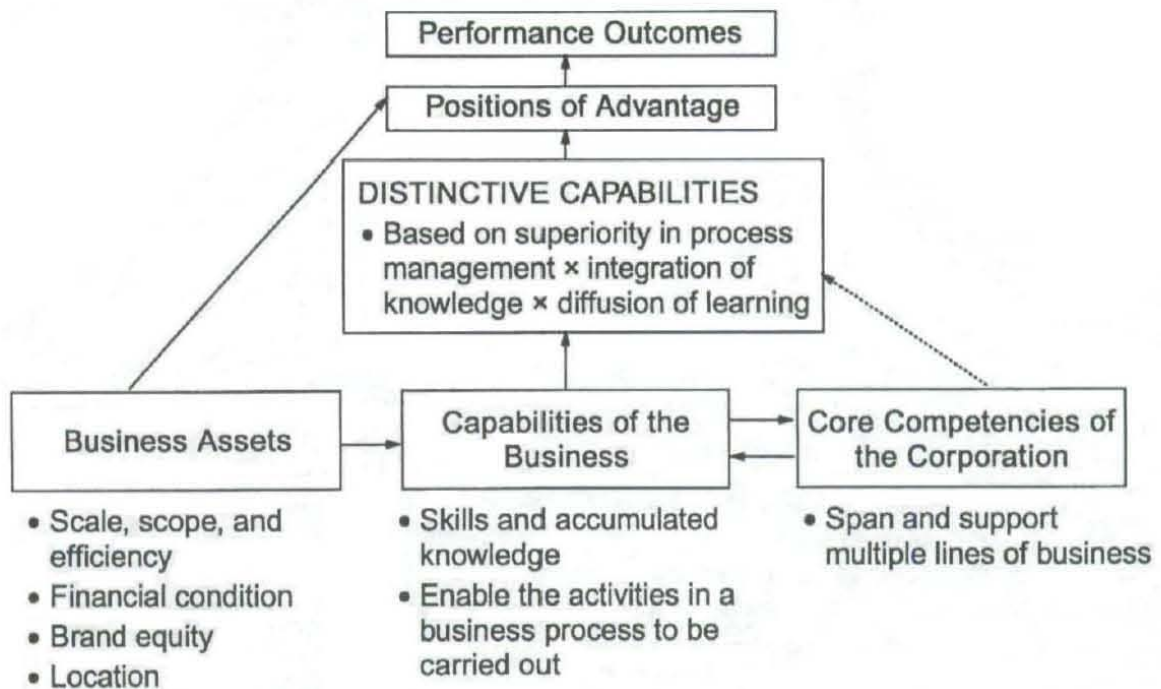 Performance Outcomes
Positions of Advantage
DISTINCTIVE CAPABILITIES
• Based on superiority in process
management × integration of
knowledge × diffusion of learning
Business Assets
Capabilities of the
Business
Core Competencies of
the Corporation
• Scale, scope, and
efficiency
• Financial condition
• Brand equity
• Location
• Skills and accumulated
knowledge
• Enable the activities in a
business process to be
carried out
• Span and support
multiple lines of business